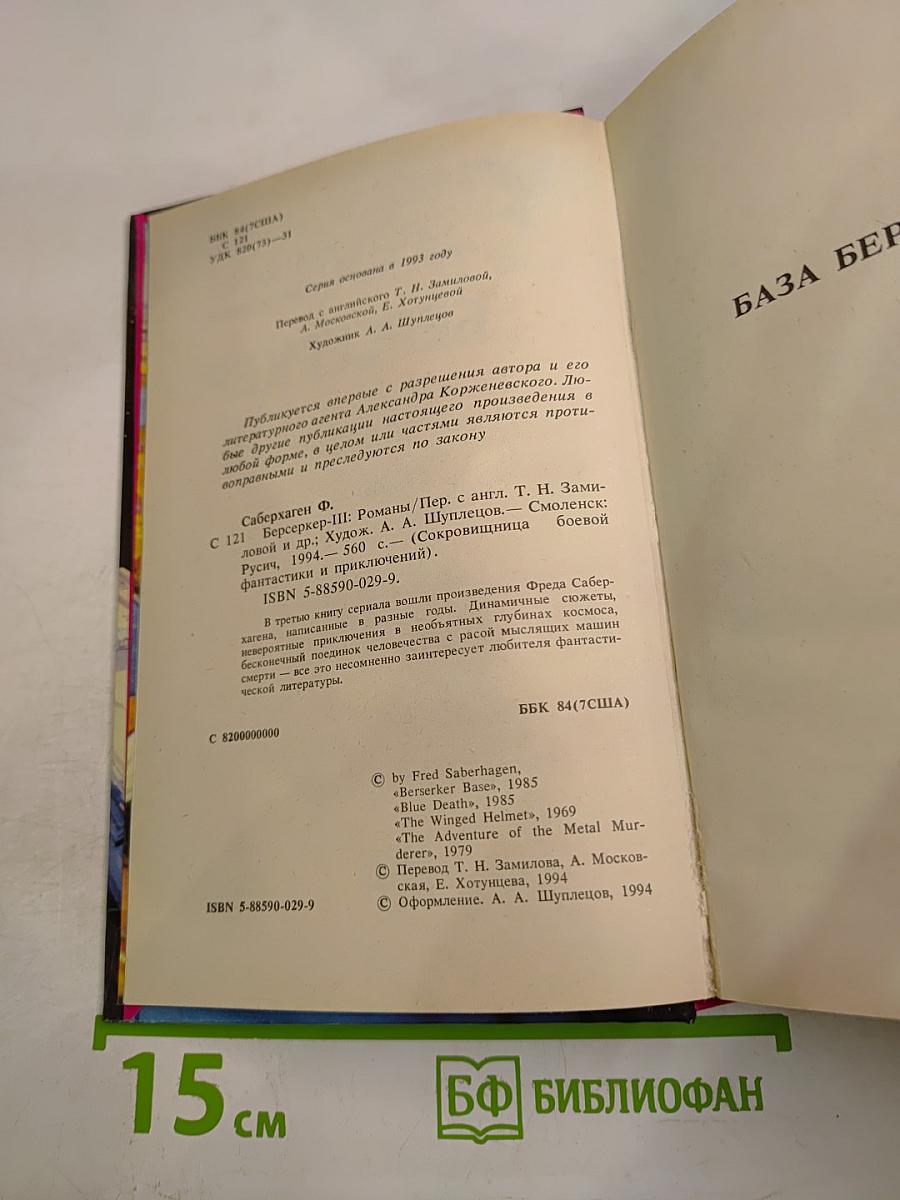 ББК 84(7США)
С 121
УДК 820(73)—31
Серия основана в 1993 году
Перевод с английского Т. Н. Замиловой,
А. Московской, Е. Хотунцевой
Художник А. А. Шуплецов
Публикуется впервые с разрешения автора и его
литературного агента Александра Корженевского. Лю-
бые другие публикации настоящего произведения в
любой форме, в целом или частями являются проти-
воправными и преследуются по закону
Саберхаген Ф.
С 121 Берсеркер-III: Романы/Пер. с англ. Т. Н. Зами-
ловой и др.; Худож. А. А. Шуплецов.— Смоленск:
Русич, 1994.— 560 с.— (Сокровищница боевой
фантастики и приключений).
ISBN 5-88590-029-9.
В третью книгу сериала вошли произведения Фреда Сабер-
хагена, написанные в разные годы. Динамичные сюжеты,
невероятные приключения в необъятных глубинах космоса,
бесконечный поединок человечества с расой мыслящих машин
смерти — все это несомненно заинтересует любителя фантасти-
ческой литературы.
ББК 84(7США)
С 8200000000
© by Fred Saberhagen,
«Berserker Base», 1985
«Blue Death», 1985
«The Winged Helmet», 1969
«The Adventure of the Metal Mur-
derer», 1979
© Перевод Т. Н. Замилова, А. Москов-
ская, Е. Хотунцева, 1994
© Оформление. А. А. Шуплецов, 1994
ISBN 5-88590-029-9
БАЗА БЕР
15 см
БФ БИБЛИОФАН